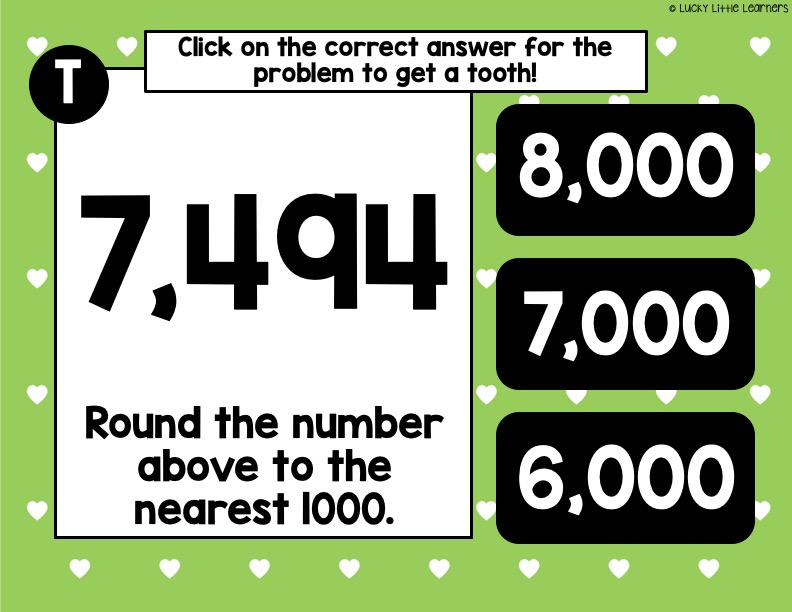 © Lucky Little Learners
Click on the correct answer for the
problem to get a tooth!
T
7,494
Round the number
above to the
nearest 1000.
8,000
7,000
6,000